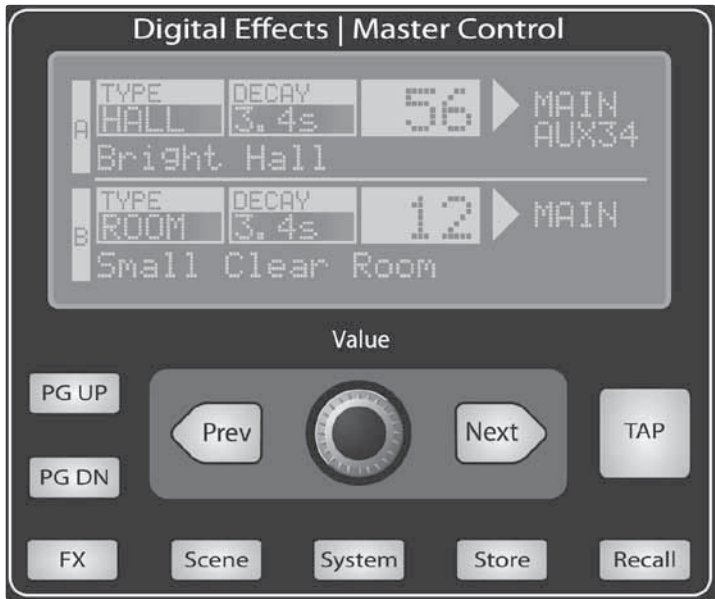 Digital Effects | Master Control
A
TYPE DECAY 56 MAIN
HALL 3.4s AUX34
Bright Hall
B
TYPE DECAY 12 MAIN
ROOM 3.4s
Small Clear Room
Value
PG UP
Prev Next TAP
PG DN
FX Scene System Store Recall